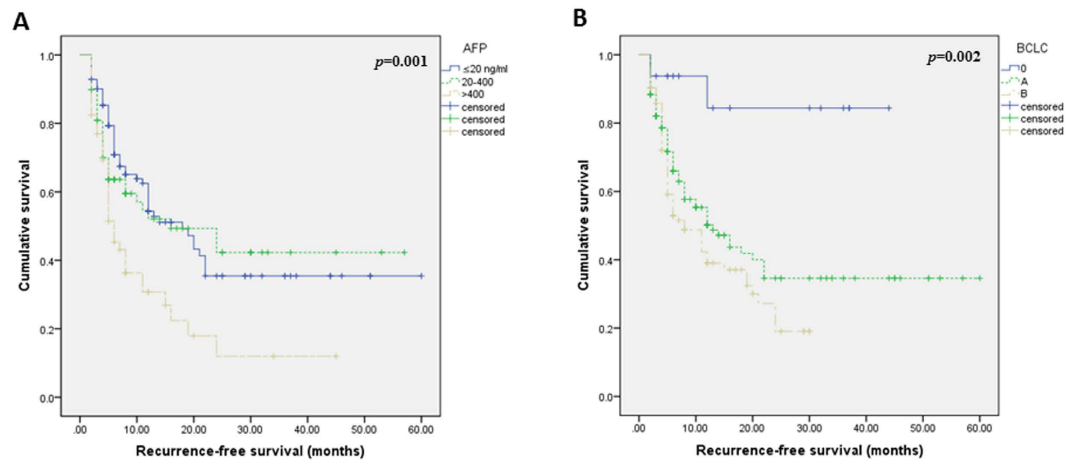 A
p=0.001
AFP
≤20 ng/ml
20-400
>400
censored
censored
censored
Cumulative survival
1.0
0.8
0.6
0.4
0.2
0.0
.00 10.00 20.00 30.00 40.00 50.00 60.00
Recurrence-free survival (months)
B
p=0.002
BCLC
0
A
B
censored
censored
censored
Cumulative survival
1.0
0.8
0.6
0.4
0.2
0.0
.00 10.00 20.00 30.00 40.00 50.00 60.00
Recurrence-free survival (months)